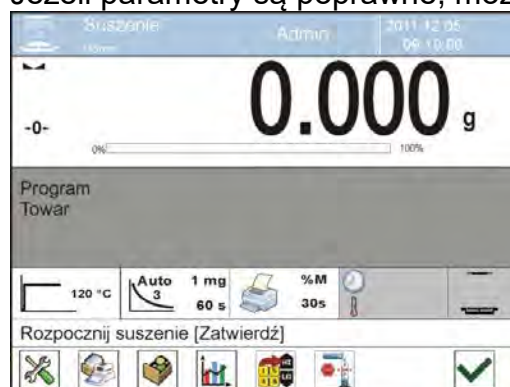 Jeżeli parametry są poprawne, moż
Suszenie Admin 2011.12.05
09:10:00
0.000 g
-0-
0% 100%
Program
Towar
120 °C Auto 3 1 mg 60 s %M 30s
Rozpocznij suszenie [Zatwierdź]